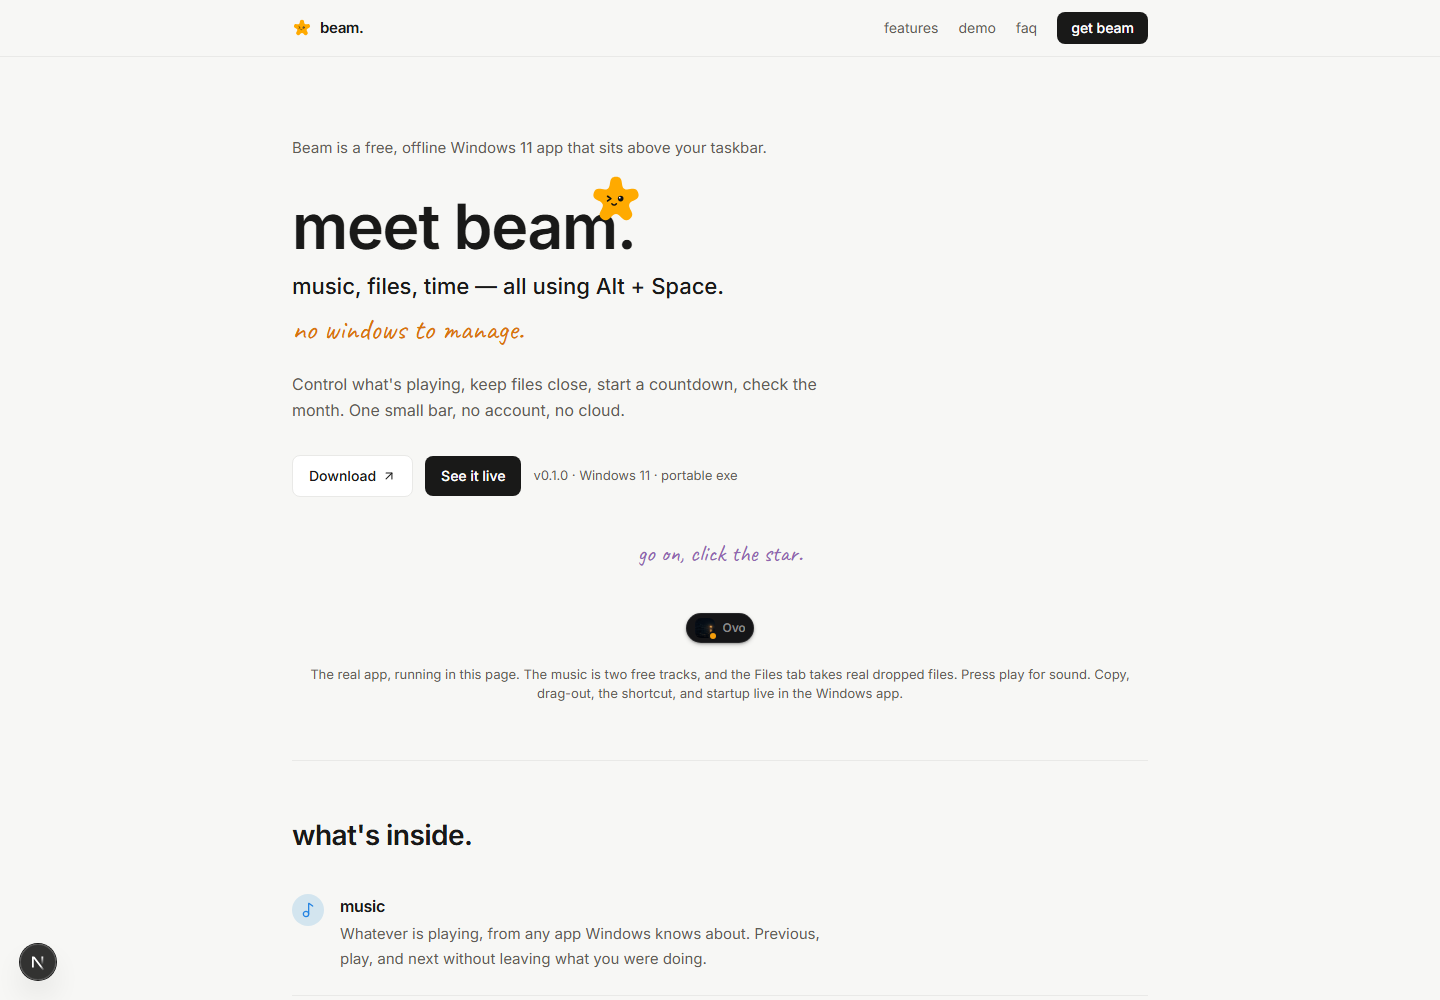 beam.
features
demo
faq
get beam
Beam is a free, offline Windows 11 app that sits above your taskbar.
meet beam.
music, files, time — all using Alt + Space.
no windows to manage.
Control what's playing, keep files close, start a countdown, check the
month. One small bar, no account, no cloud.
Download
See it live
v0.1.0 · Windows 11 · portable exe
go on, click the star.
Ovo
The real app, running in this page. The music is two free tracks, and the Files tab takes real dropped files. Press play for sound. Copy,
drag-out, the shortcut, and startup live in the Windows app.
what's inside.
music
Whatever is playing, from any app Windows knows about. Previous,
play, and next without leaving what you were doing.
N